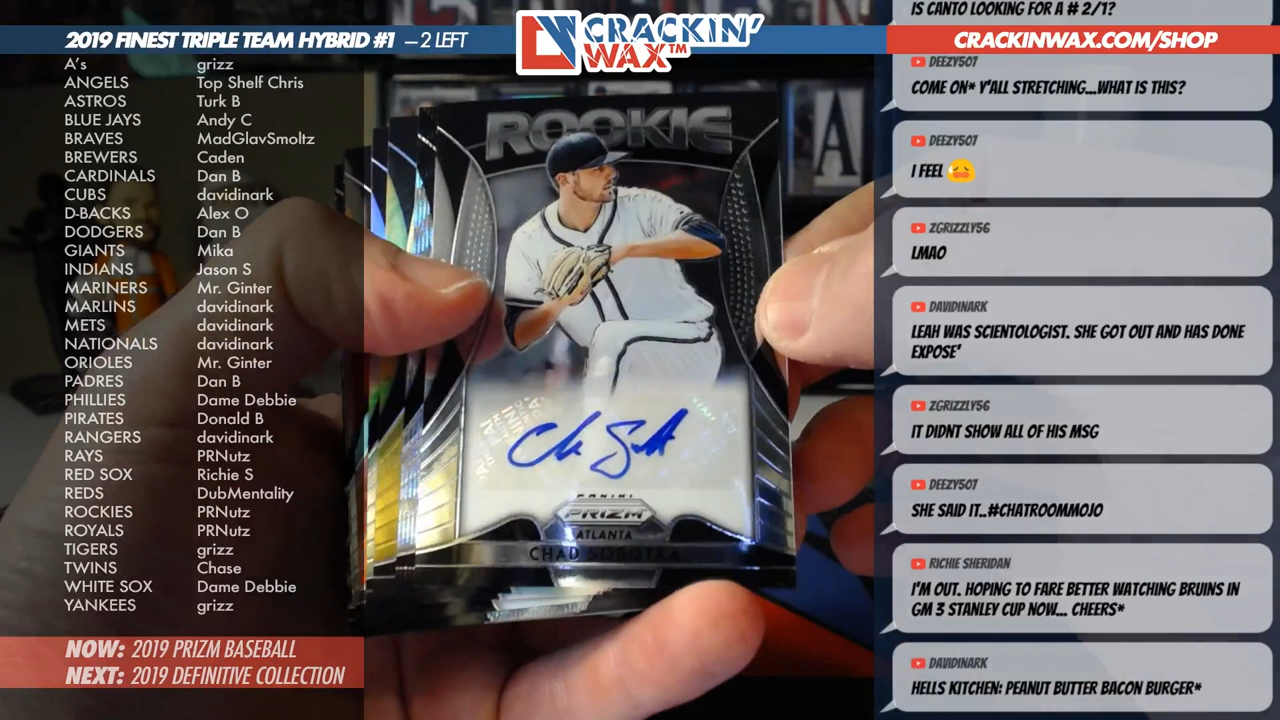 2019 FINEST TRIPLE TEAM HYBRID #1 – 2 LEFT
A's grizz
ANGELS Top Shelf Chris
ASTROS Turk B
BLUE JAYS Andy C
BRAVES MadGlavSmoltz
BREWERS Caden
CARDINALS Dan B
CUBS davidinark
D-BACKS Alex O
DODGERS Dan B
GIANTS Mika
INDIANS Jason S
MARINERS Mr. Ginter
MARLINS davidinark
METS davidinark
NATIONALS davidinark
ORIOLES Mr. Ginter
PADRES Dan B
PHILLIES Dame Debbie
PIRATES Donald B
RANGERS davidinark
RAYS PRNutz
RED SOX Richie S
REDS DubMentality
ROCKIES PRNutz
ROYALS PRNutz
TIGERS grizz
TWINS Chase
WHITE SOX Dame Debbie
YANKEES grizz
NOW: 2019 PRIZM BASEBALL
NEXT: 2019 DEFINITIVE COLLECTION
CRACKIN'
WAX™
ROOKIE
PANINI
PRIZM
ATLANTA
CHAD SOBOTKA
A
IS CANTO LOOKING FOR A # 2/1?
CRACKINWAX.COM/SHOP
DEEZY507
COME ON* Y'ALL STRETCHING...WHAT IS THIS?
DEEZY507
I FEEL 😩
ZGRIZZLY56
LMAO
DAVIDINARK
LEAH WAS SCIENTOLOGIST. SHE GOT OUT AND HAS DONE
EXPOSE'
ZGRIZZLY56
IT DIDNT SHOW ALL OF HIS MSG
DEEZY507
SHE SAID IT..#CHATROOMMOJO
RICHIE SHERIDAN
I'M OUT. HOPING TO FARE BETTER WATCHING BRUINS IN
GM 3 STANLEY CUP NOW... CHEERS*
DAVIDINARK
HELLS KITCHEN: PEANUT BUTTER BACON BURGER*